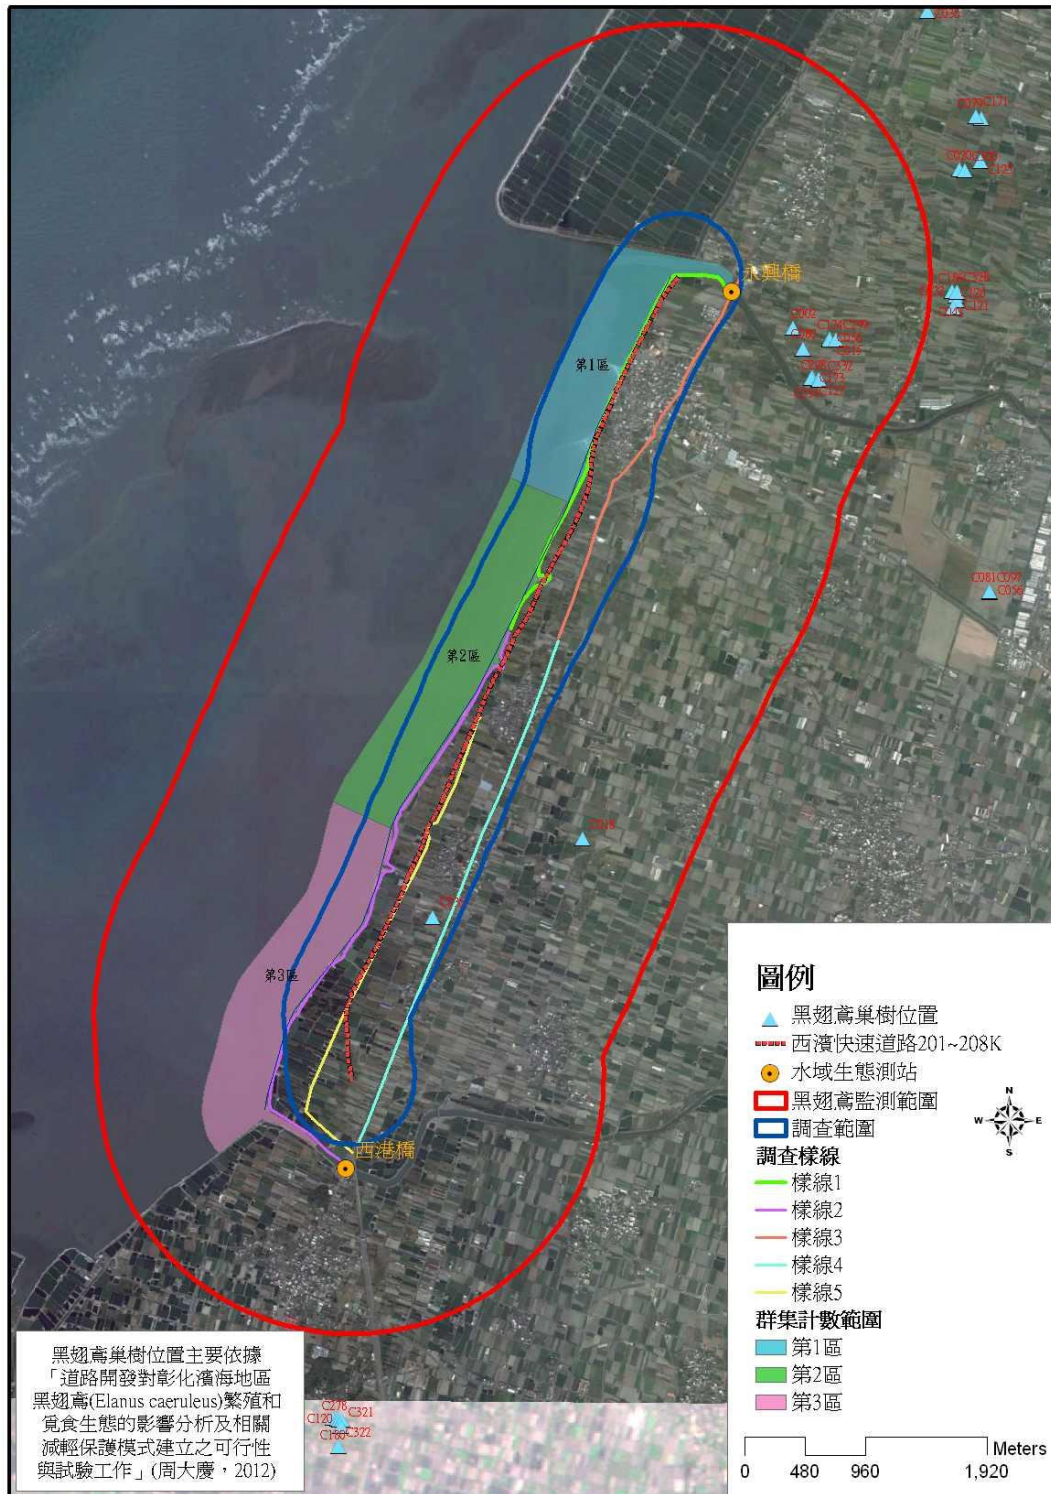 C171
C125
永興橋
C002
第1區
C081C097
C056
第2區
第3區
西港橋
C278
C120
C321
C322
圖例
黑翅鳶巢樹位置
西濱快速道路201~208K
水域生態測站
黑翅鳶監測範圍
調查範圍
調查樣線
樣線1
樣線2
樣線3
樣線4
樣線5
群集計數範圍
第1區
第2區
第3區
N
W
E
S
Meters
0 480 960 1,920
黑翅鳶巢樹位置主要依據
「道路開發對彰化濱海地區
黑翅鳶(Elanus caeruleus)繁殖和
覓食生態的影響分析及相關
減輕保護模式建立之可行性
與試驗工作」(周大慶,2012)